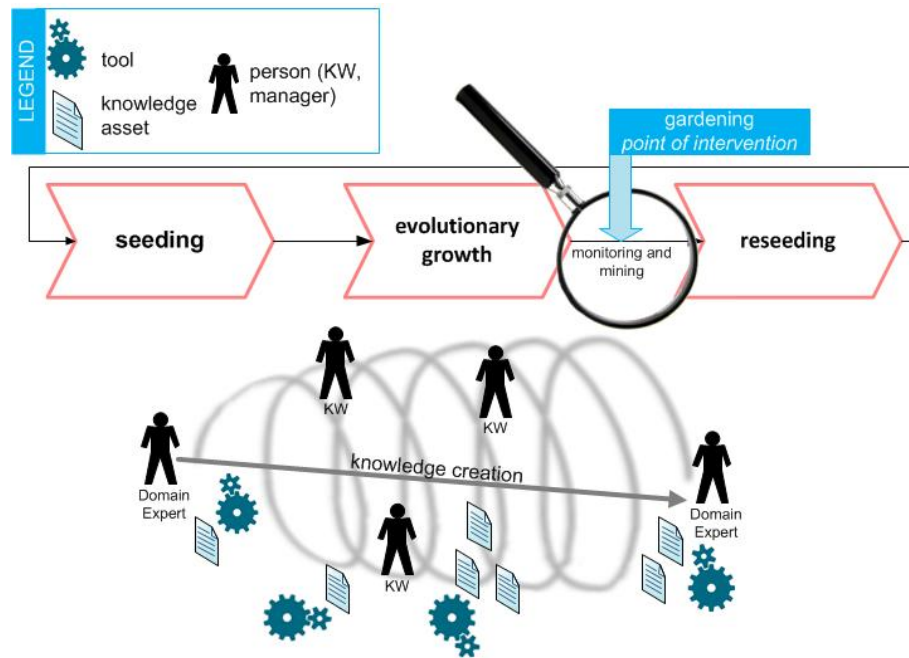 LEGEND
tool
knowledge
asset
person (KW,
manager)
gardening
point of intervention
seeding
evolutionary
growth
monitoring and
mining
reseeding
KW
KW
knowledge creation
Domain
Expert
Domain
Expert
KW